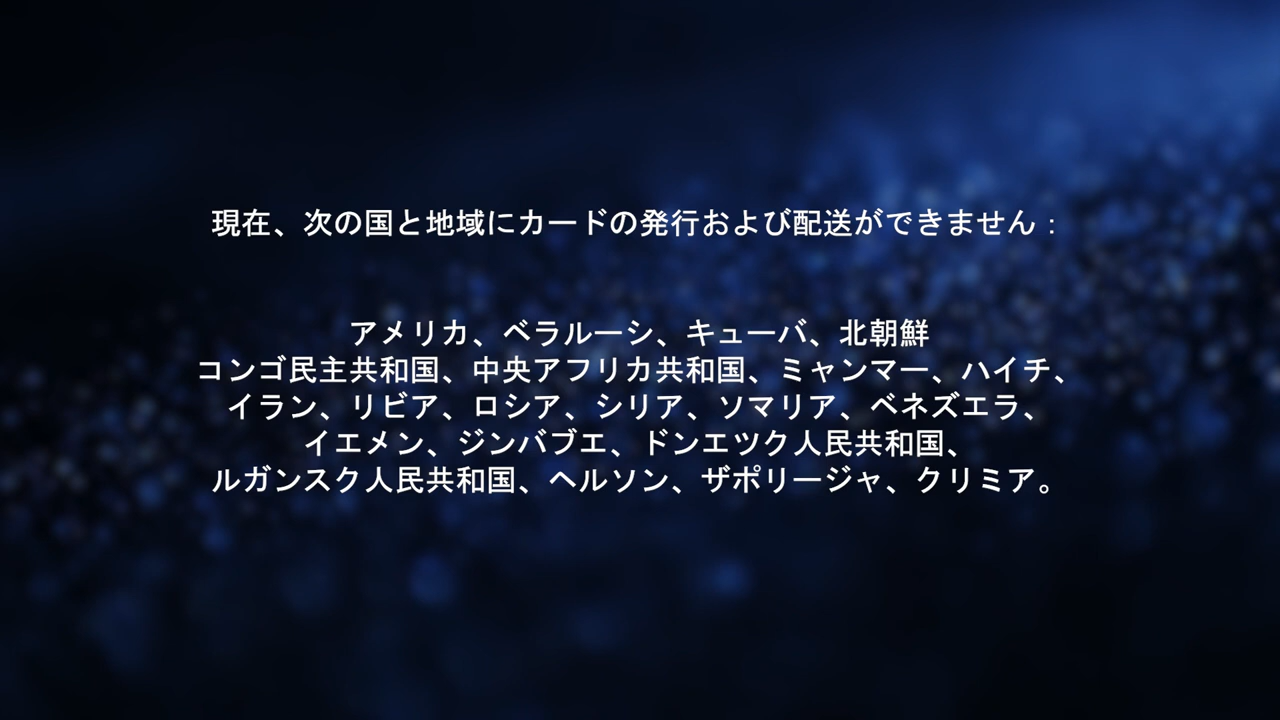 現在、次の国と地域にカードの発行および配送ができません：
アメリカ、ベラルーシ、キューバ、北朝鮮
コンゴ民主共和国、中央アフリカ共和国、ミャンマー、ハイチ、
イラン、リビア、ロシア、シリア、ソマリア、ベネズエラ、
イエメン、ジンバブエ、ドンエツク人民共和国、
ルガンスク人民共和国、ヘルソン、ザポリージャ、クリミア。